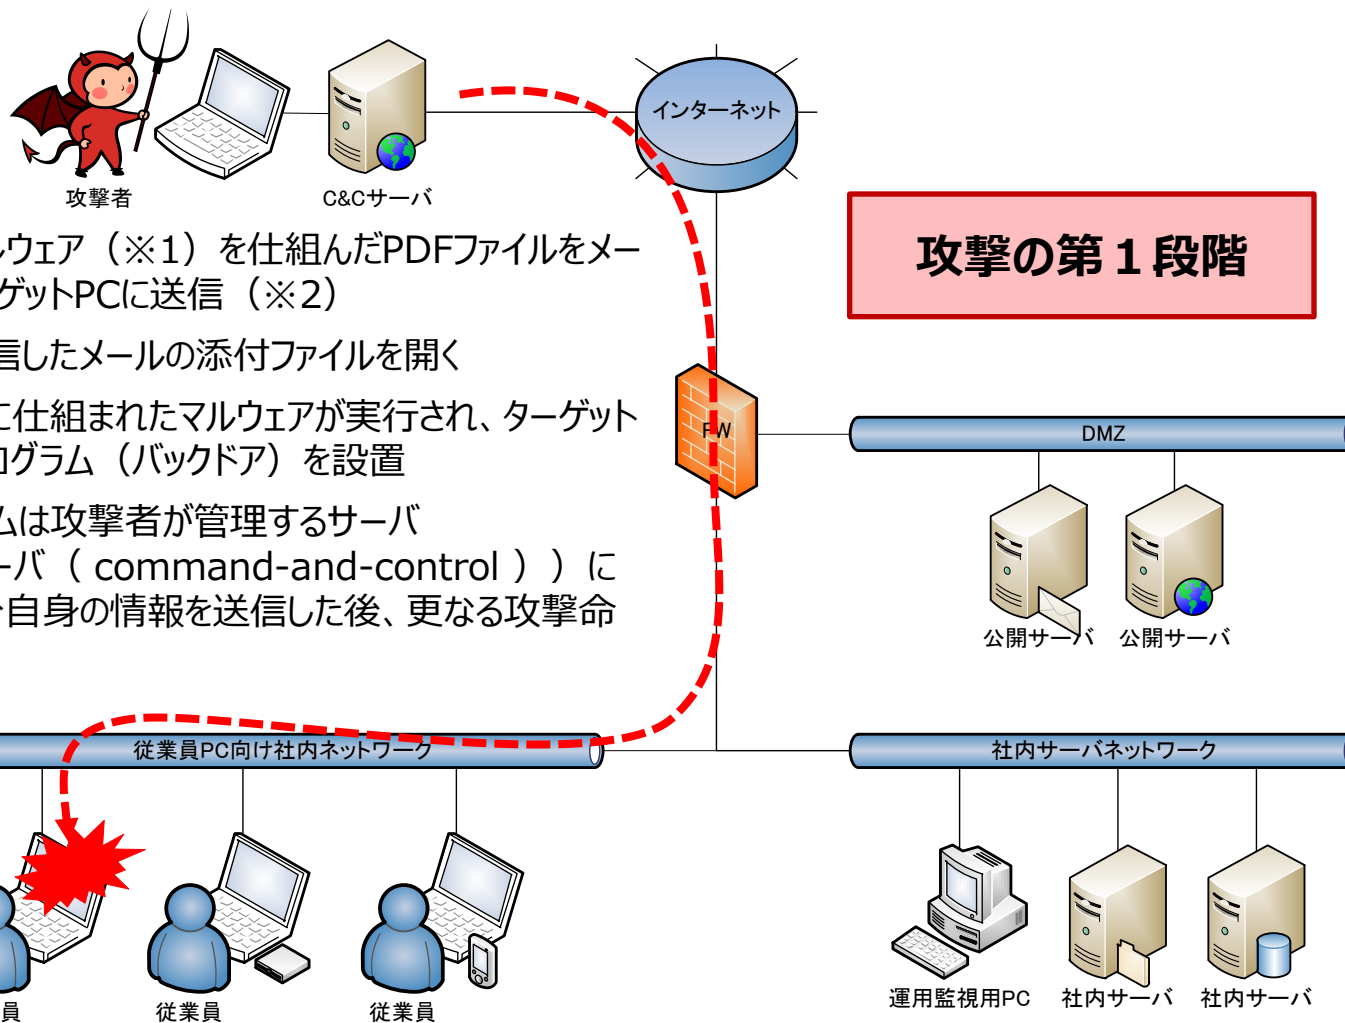 インターネット
攻撃者
C&Cサーバ
ルウェア（※1）を仕組んだPDFファイルをメー
ゲットPCに送信（※2）
信したメールの添付ファイルを開く
に仕組まれたマルウェアが実行され、ターゲット
ログラム（バックドア）を設置
ムは攻撃者が管理するサーバ
ーバ（ command-and-control ））に
自身の情報を送信した後、更なる攻撃命
攻撃の第１段階
FW
DMZ
公開サーバ
公開サーバ
従業員PC向け社内ネットワーク
社内サーバネットワーク
員
従業員
従業員
運用監視用PC
社内サーバ
社内サーバ